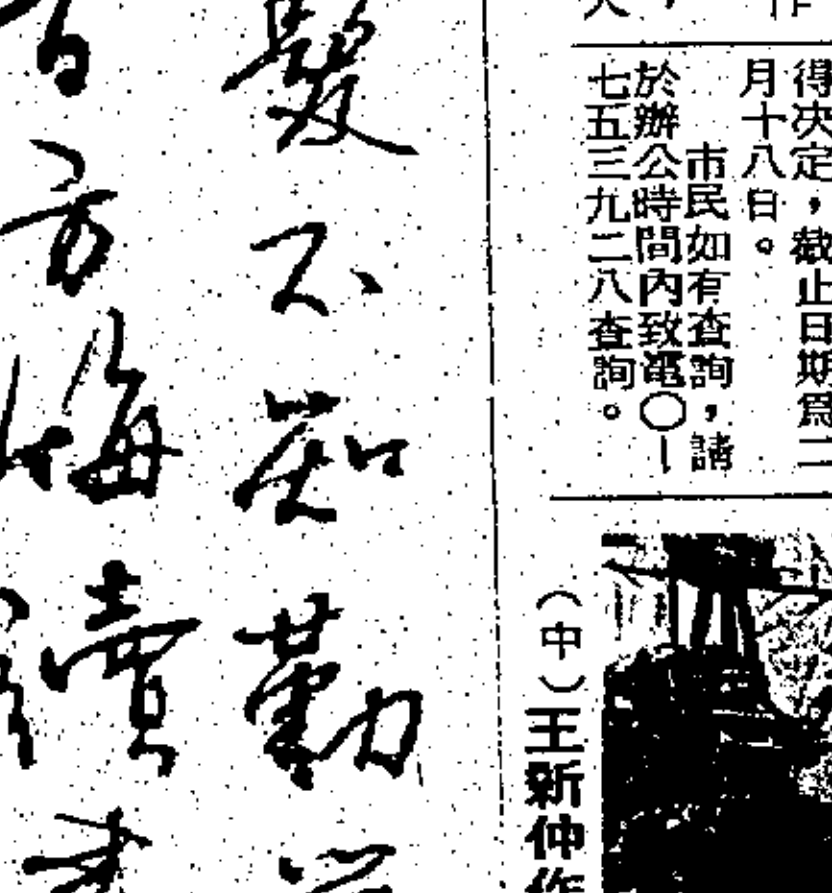 得决定，截止日期爲二
月十八日。
市民如有查詢，請
於辦公時間內致電〇｜
七五三九二八查詢。
（中）王新仲作
髮不知勤
首方悔讀書